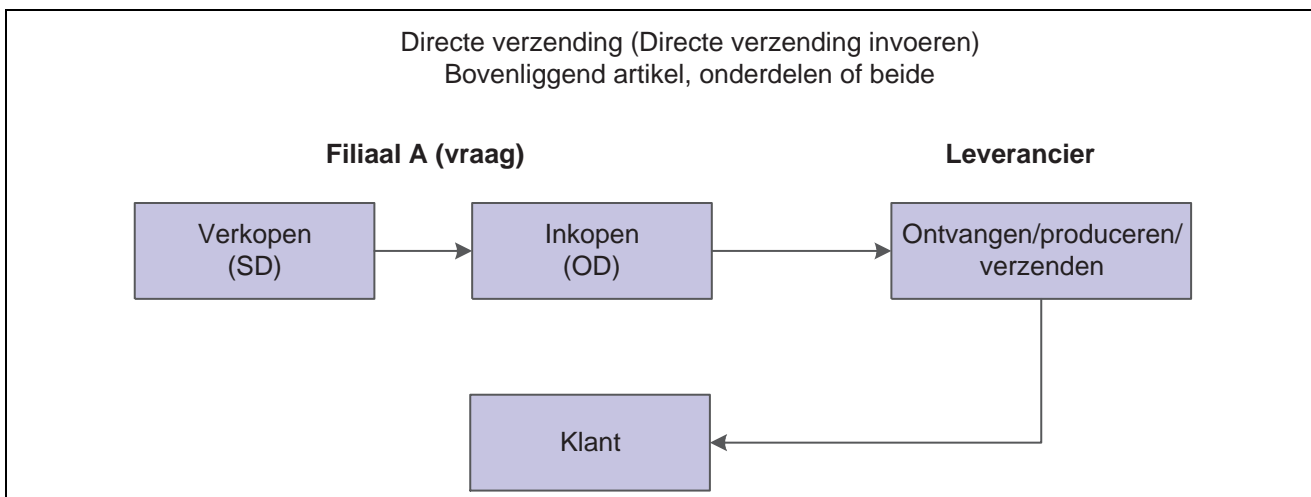 Directe verzending (Directe verzending invoeren)
Bovenliggend artikel, onderdelen of beide
Filiaal A (vraag)
Leverancier
Verkopen
(SD)
Inkopen
(OD)
Ontvangen/produceren/
verzenden
Klant